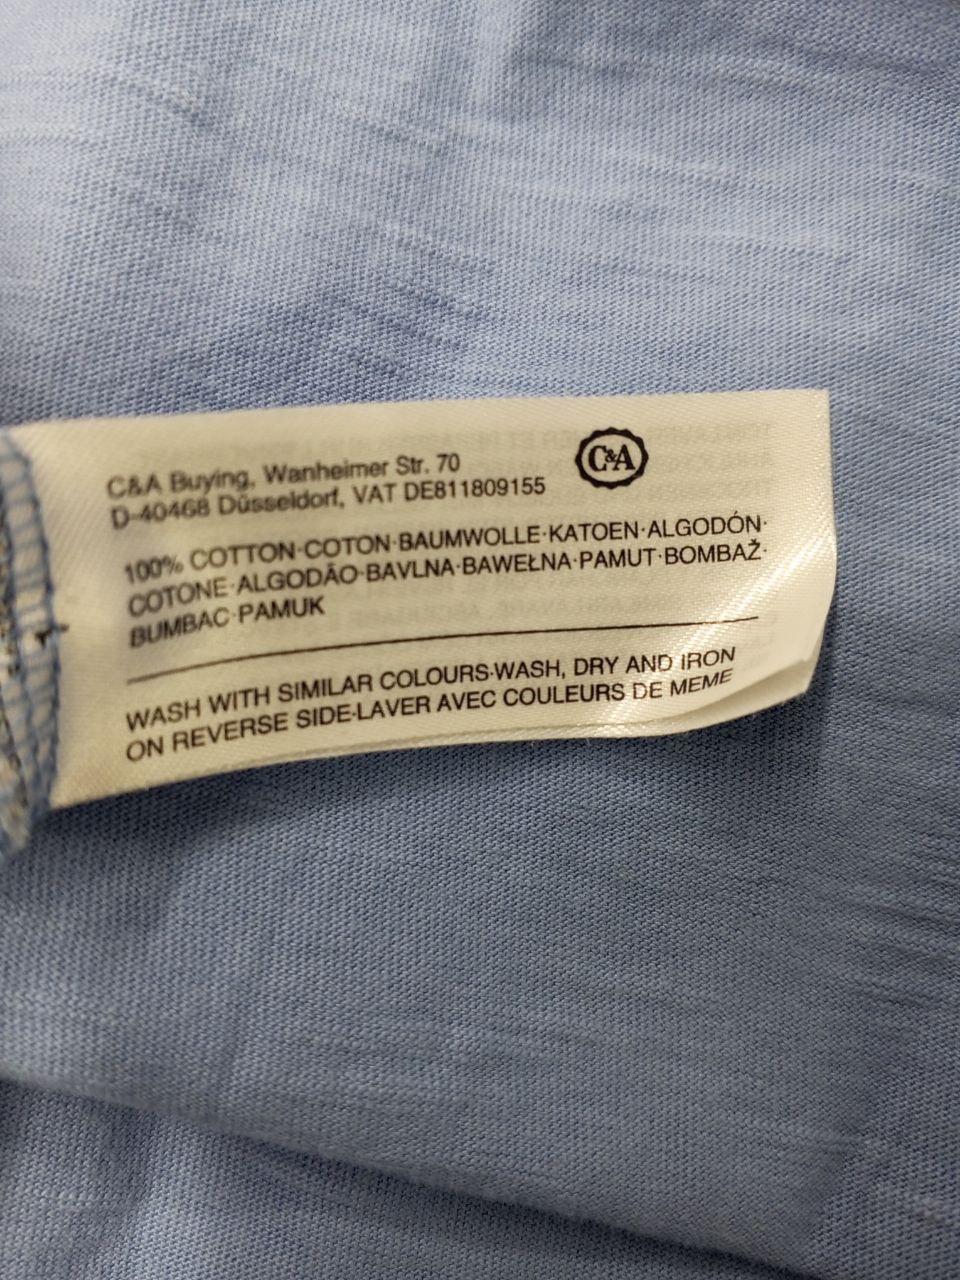 C&A Buying, Wanheimer Str. 70
D-40468 Düsseldorf, VAT DE811809155
C&A
100% COTTON·COTON·BAUMWOLLE·KATOEN·ALGODÓN·
COTONE·ALGODÃO·BAVLNA·BAWEŁNA·PAMUT·BOMBAŽ·
BUMBAC·PAMUK
WASH WITH SIMILAR COLOURS·WASH, DRY AND IRON
ON REVERSE SIDE·LAVER AVEC COULEURS DE MEME